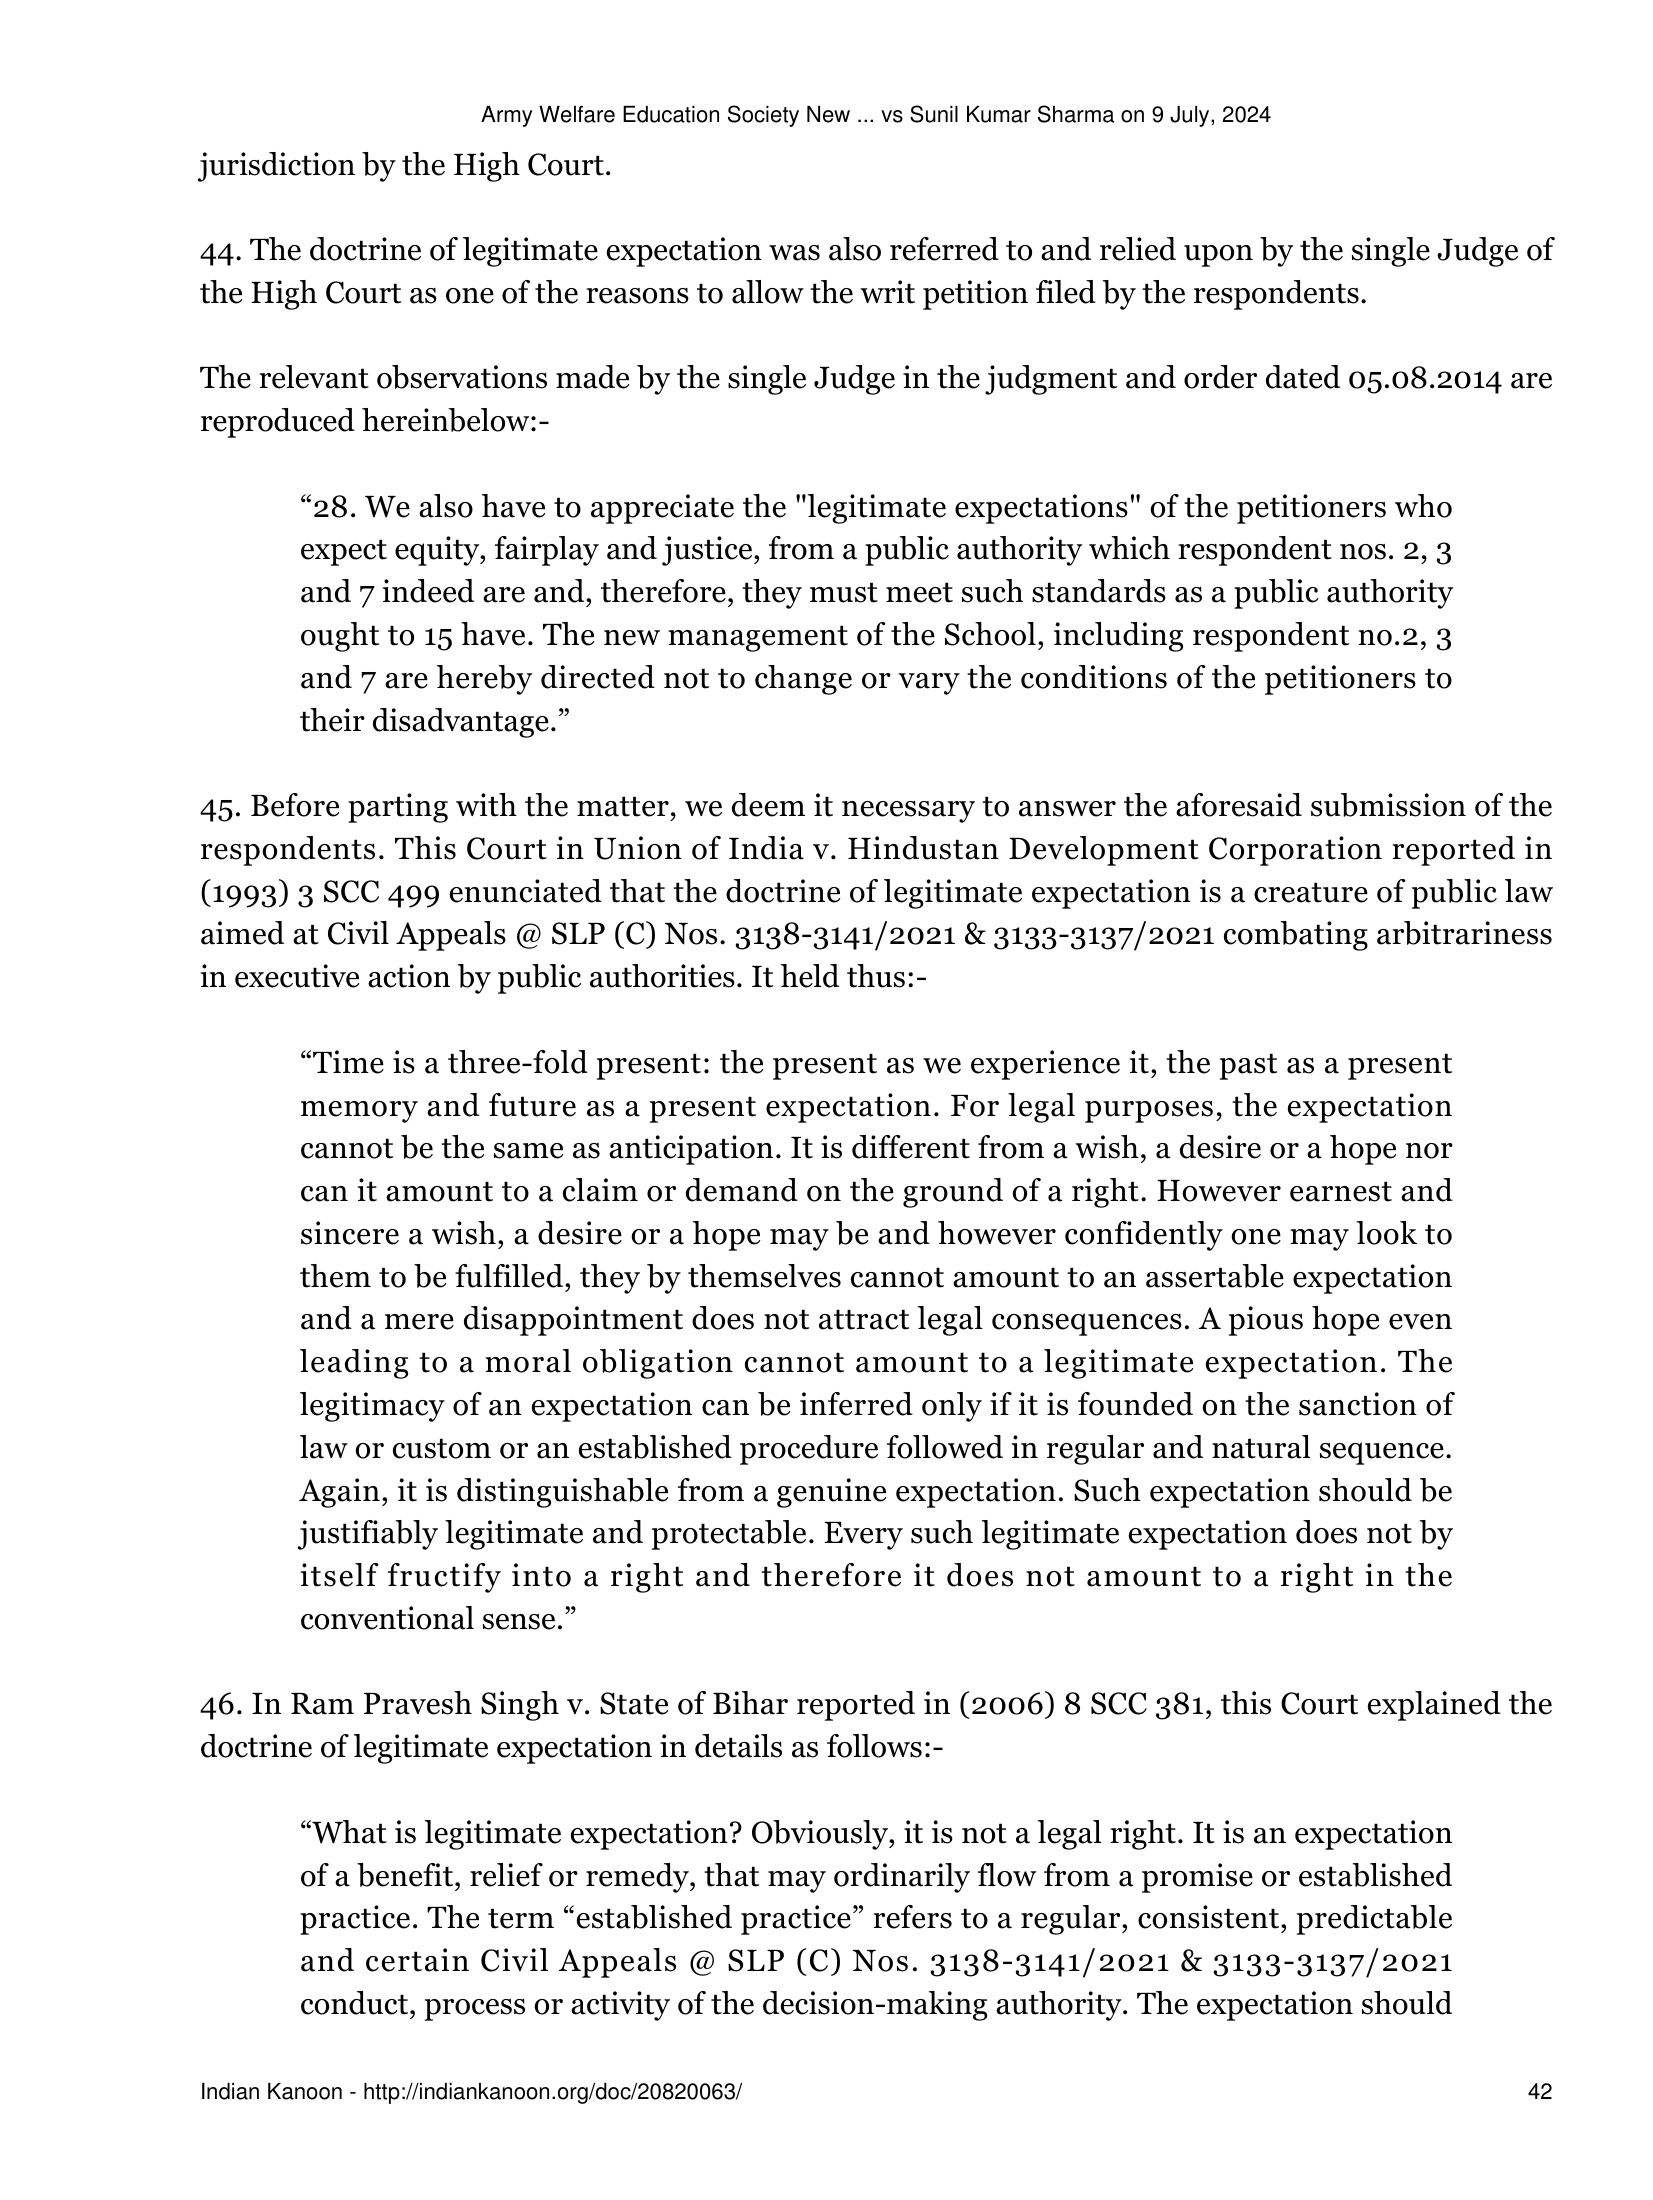 Army Welfare Education Society New ... vs Sunil Kumar Sharma on 9 July, 2024
jurisdiction by the High Court.
44. The doctrine of legitimate expectation was also referred to and relied upon by the single Judge of
the High Court as one of the reasons to allow the writ petition filed by the respondents.
The relevant observations made by the single Judge in the judgment and order dated 05.08.2014 are
reproduced hereinbelow:-
“28. We also have to appreciate the "legitimate expectations" of the petitioners who
expect equity, fairplay and justice, from a public authority which respondent nos. 2, 3
and 7 indeed are and, therefore, they must meet such standards as a public authority
ought to 15 have. The new management of the School, including respondent no.2, 3
and 7 are hereby directed not to change or vary the conditions of the petitioners to
their disadvantage.”
45. Before parting with the matter, we deem it necessary to answer the aforesaid submission of the
respondents. This Court in Union of India v. Hindustan Development Corporation reported in
(1993) 3 SCC 499 enunciated that the doctrine of legitimate expectation is a creature of public law
aimed at Civil Appeals @ SLP (C) Nos. 3138-3141/2021 & 3133-3137/2021 combating arbitrariness
in executive action by public authorities. It held thus:-
“Time is a three-fold present: the present as we experience it, the past as a present
memory and future as a present expectation. For legal purposes, the expectation
cannot be the same as anticipation. It is different from a wish, a desire or a hope nor
can it amount to a claim or demand on the ground of a right. However earnest and
sincere a wish, a desire or a hope may be and however confidently one may look to
them to be fulfilled, they by themselves cannot amount to an assertable expectation
and a mere disappointment does not attract legal consequences. A pious hope even
leading to a moral obligation cannot amount to a legitimate expectation. The
legitimacy of an expectation can be inferred only if it is founded on the sanction of
law or custom or an established procedure followed in regular and natural sequence.
Again, it is distinguishable from a genuine expectation. Such expectation should be
justifiably legitimate and protectable. Every such legitimate expectation does not by
itself fructify into a right and therefore it does not amount to a right in the
conventional sense.”
46. In Ram Pravesh Singh v. State of Bihar reported in (2006) 8 SCC 381, this Court explained the
doctrine of legitimate expectation in details as follows:-
“What is legitimate expectation? Obviously, it is not a legal right. It is an expectation
of a benefit, relief or remedy, that may ordinarily flow from a promise or established
practice. The term “established practice” refers to a regular, consistent, predictable
and certain Civil Appeals @ SLP (C) Nos. 3138-3141/2021 & 3133-3137/2021
conduct, process or activity of the decision-making authority. The expectation should
Indian Kanoon - http://indiankanoon.org/doc/20820063/ 42